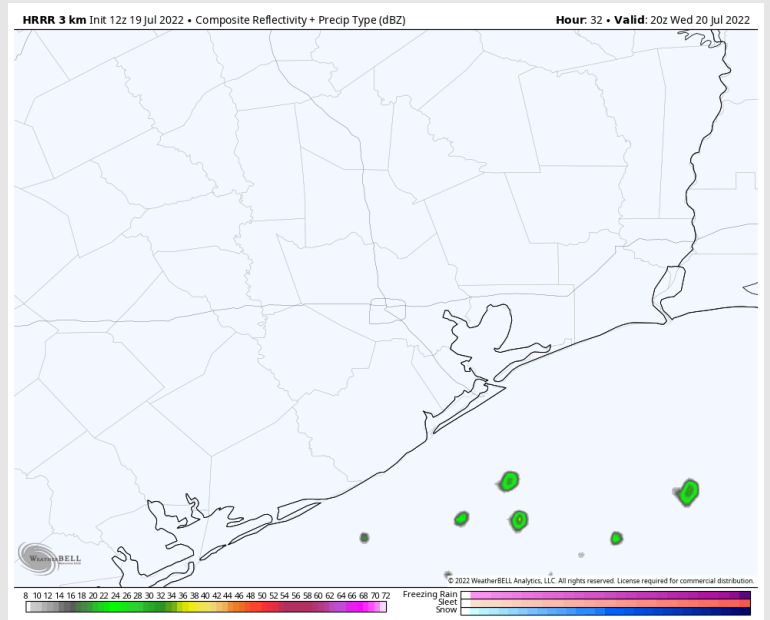 HRRR 3 km Init 12z 19 Jul 2022 • Composite Reflectivity + Precip Type (dBZ) Hour: 32 • Valid: 20z Wed 20 Jul 2022
WEATHERBELL
© 2022 WeatherBELL Analytics, LLC. All rights reserved. License required for commercial distribution.
8 10 12 14 16 18 20 22 24 26 28 30 32 34 36 38 40 42 44 46 48 50 52 54 56 58 60 62 64 66 68 70 72
Freezing Rain
Sleet
Snow